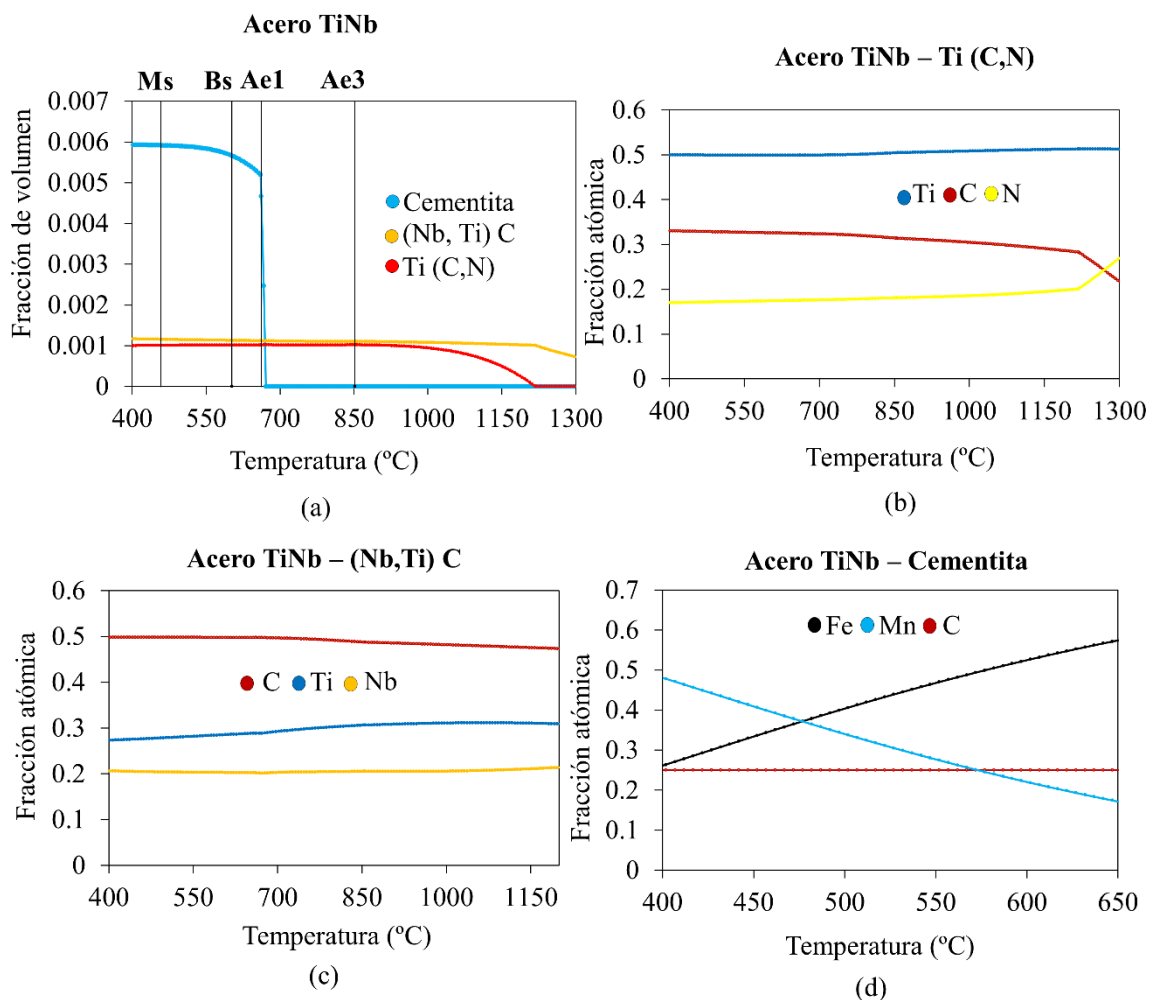 Acero TiNb
Ms Bs Ae1 Ae3
Fracción de volumen
0.007
0.006
0.005
0.004
0.003
0.002
0.001
0
Cementita
(Nb, Ti) C
Ti (C,N)
400 550 700 850 1000 1150 1300
Temperatura (ºC)
(a)
Acero TiNb – Ti (C,N)
Fracción atómica
0.6
0.5
0.4
0.3
0.2
0.1
0
Ti C N
400 550 700 850 1000 1150 1300
Temperatura (ºC)
(b)
Acero TiNb – (Nb,Ti) C
Fracción atómica
0.6
0.5
0.4
0.3
0.2
0.1
0
C Ti Nb
400 550 700 850 1000 1150
Temperatura (ºC)
(c)
Acero TiNb – Cementita
Fracción atómica
0.7
0.6
0.5
0.4
0.3
0.2
0.1
0
Fe Mn C
400 450 500 550 600 650
Temperatura (ºC)
(d)